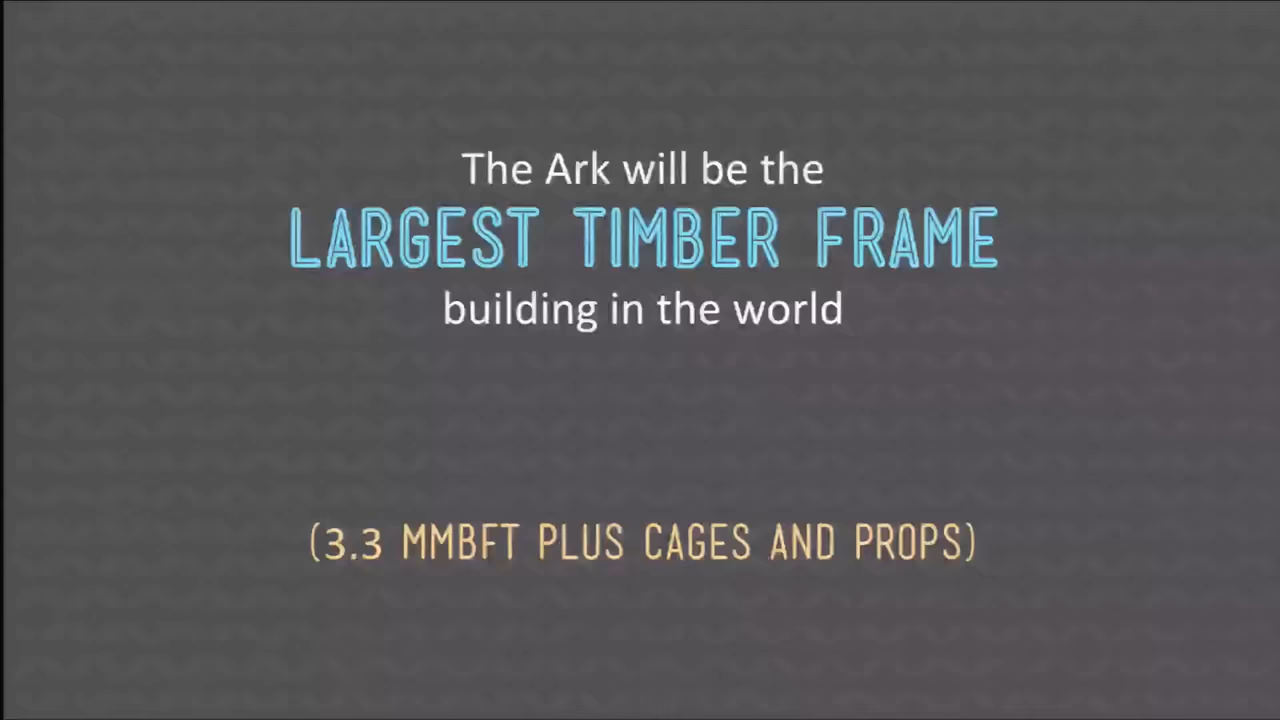 The Ark will be the
LARGEST TIMBER FRAME
building in the world
(3.3 MMBFT PLUS CAGES AND PROPS)